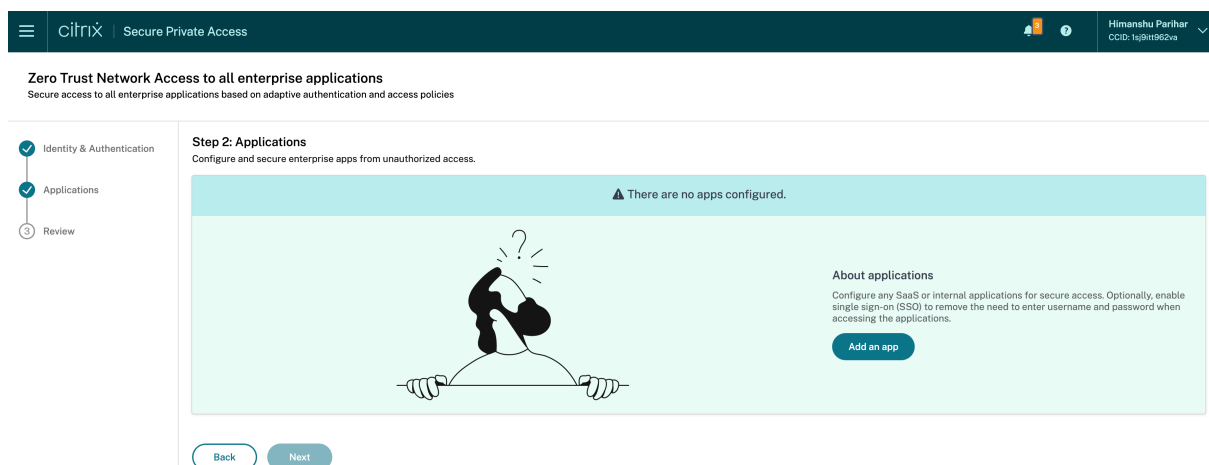 citrix | Secure Private Access
3
?
Himanshu Parihar
CCID: 1sj9itt962va
Zero Trust Network Access to all enterprise applications
Secure access to all enterprise applications based on adaptive authentication and access policies
Identity & Authentication
Applications
3 Review
Step 2: Applications
Configure and secure enterprise apps from unauthorized access.
There are no apps configured.
?
About applications
Configure any SaaS or internal applications for secure access. Optionally, enable
single sign-on (SSO) to remove the need to enter username and password when
accessing the applications.
Add an app
Back
Next